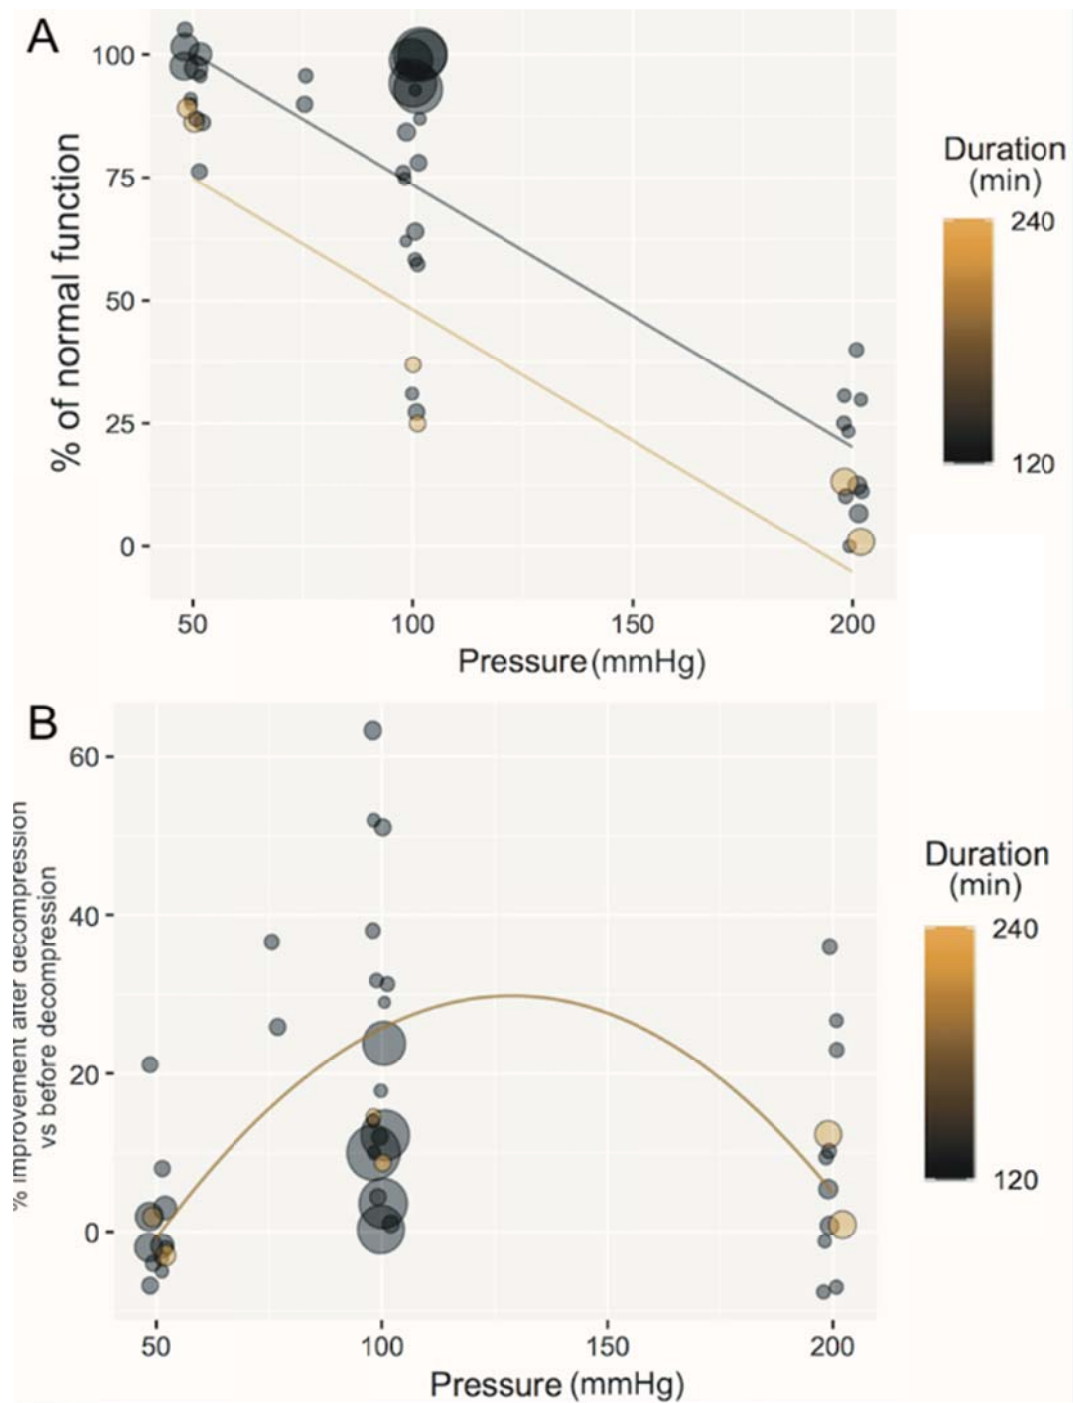 A
100
75
50
25
0
% of normal function
50 100 150 200
Pressure (mmHg)
Duration
(min)
240
120
B
60
40
20
0
% improvement after decompression
vs before decompression
50 100 150 200
Pressure (mmHg)
Duration
(min)
240
120